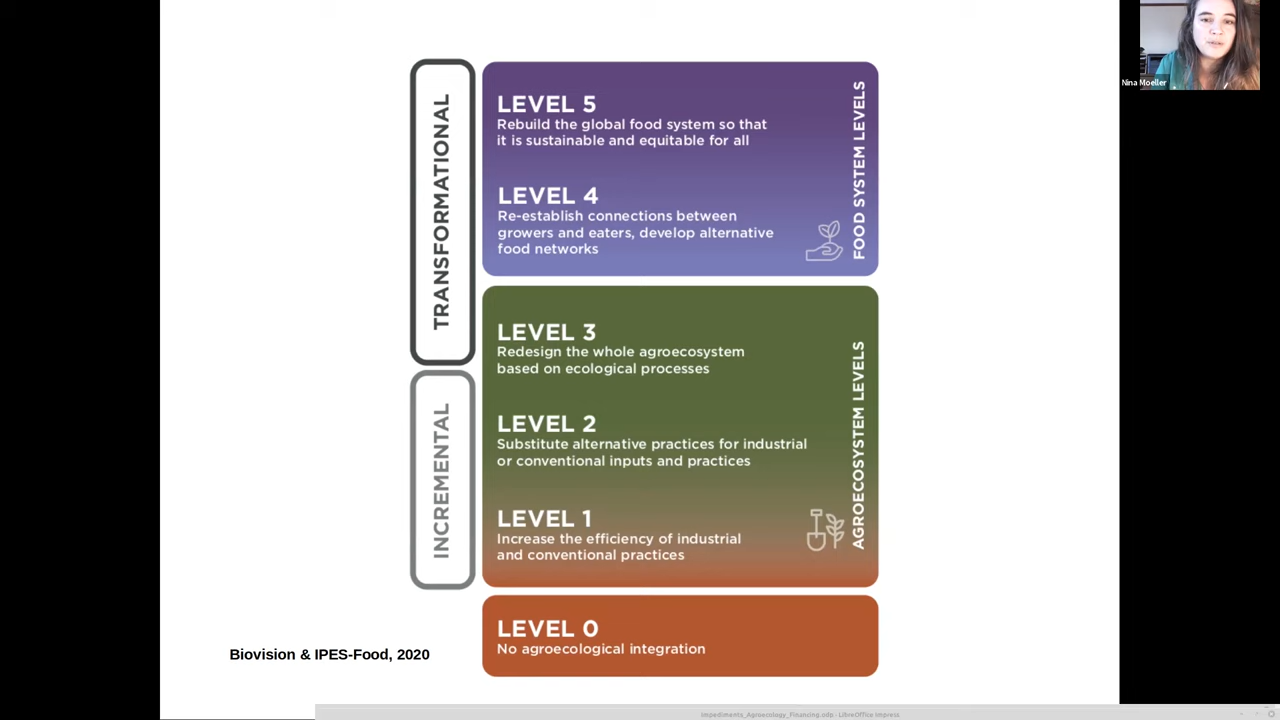 Nina Moeller
TRANSFORMATIONAL
LEVEL 5
Rebuild the global food system so that
it is sustainable and equitable for all
LEVEL 4
Re-establish connections between
growers and eaters, develop alternative
food networks
FOOD SYSTEM LEVELS
INCREMENTAL
LEVEL 3
Redesign the whole agroecosystem
based on ecological processes
LEVEL 2
Substitute alternative practices for industrial
or conventional inputs and practices
LEVEL 1
Increase the efficiency of industrial
and conventional practices
AGROECOSYSTEM LEVELS
LEVEL 0
No agroecological integration
Biovision & IPES-Food, 2020
Impediments_Agroecology_Financing.odp - LibreOffice Impress